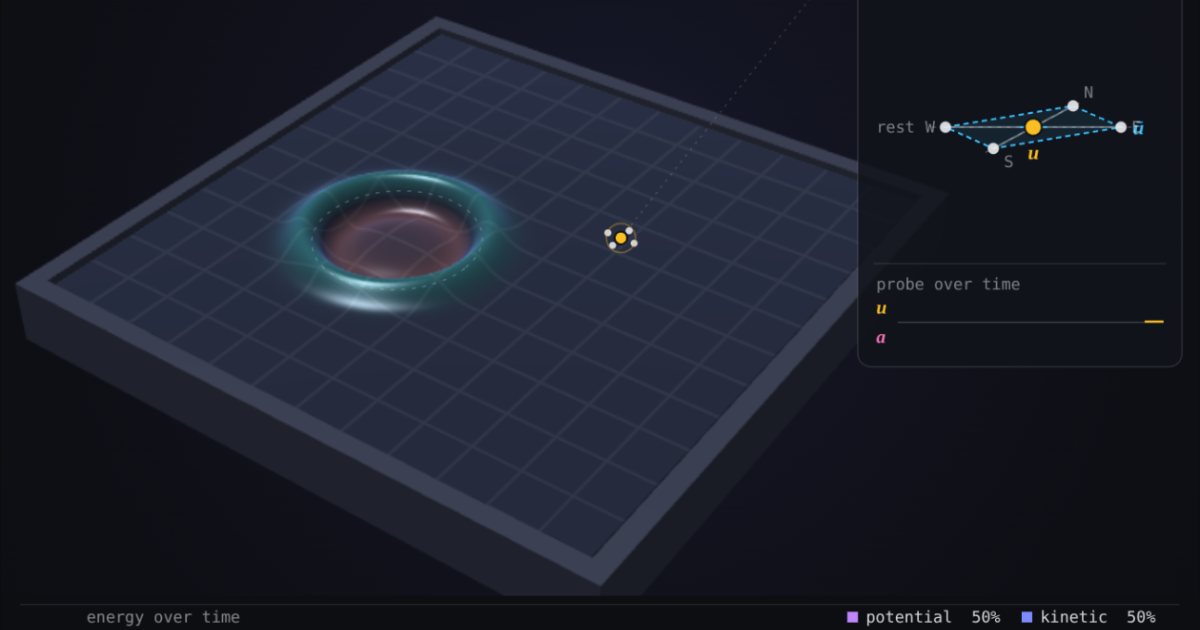 N
rest W
ū
u
S
probe over time
u
a
energy over time
potential 50% kinetic 50%